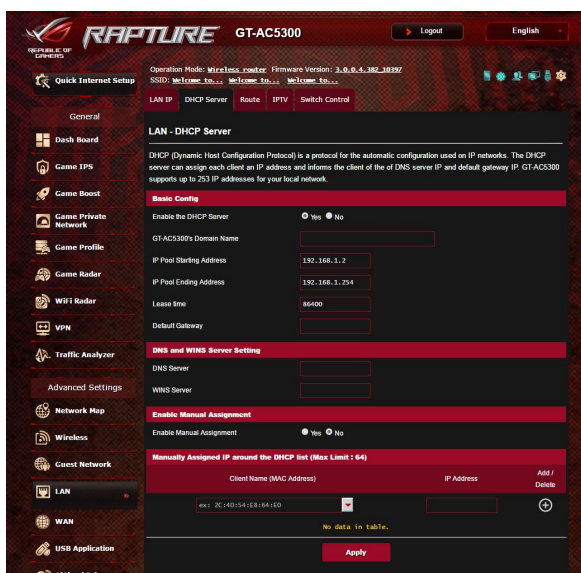 REPUBLIC OF
GAMERS
RAPTURE GT-AC5300
Logout
English
Operation Mode: Wireless router Firmware Version: 3.0.0.4.382_10397
SSID: Welcome to... Welcome to... Welcome to...
Quick Internet Setup
General
Dash Board
Game IPS
Game Boost
Game Private
Network
Game Profile
Game Radar
WiFi Radar
VPN
Traffic Analyzer
Advanced Settings
Network Map
Wireless
Guest Network
LAN
WAN
USB Application
LAN IP DHCP Server Route IPTV Switch Control
LAN - DHCP Server
DHCP (Dynamic Host Configuration Protocol) is a protocol for the automatic configuration used on IP networks. The DHCP
server can assign each client an IP address and informs the client of the of DNS server IP and default gateway IP. GT-AC5300
supports up to 253 IP addresses for your local network.
Basic Config
Enable the DHCP Server Yes No
GT-AC5300's Domain Name
IP Pool Starting Address 192.168.1.2
IP Pool Ending Address 192.168.1.254
Lease time 86400
Default Gateway
DNS and WINS Server Setting
DNS Server
WINS Server
Enable Manual Assignment
Enable Manual Assignment Yes No
Manually Assigned IP around the DHCP list (Max Limit : 64)
Client Name (MAC Address) IP Address Add / Delete
ex: 2C:4D:54:E8:64:E0
No data in table.
Apply